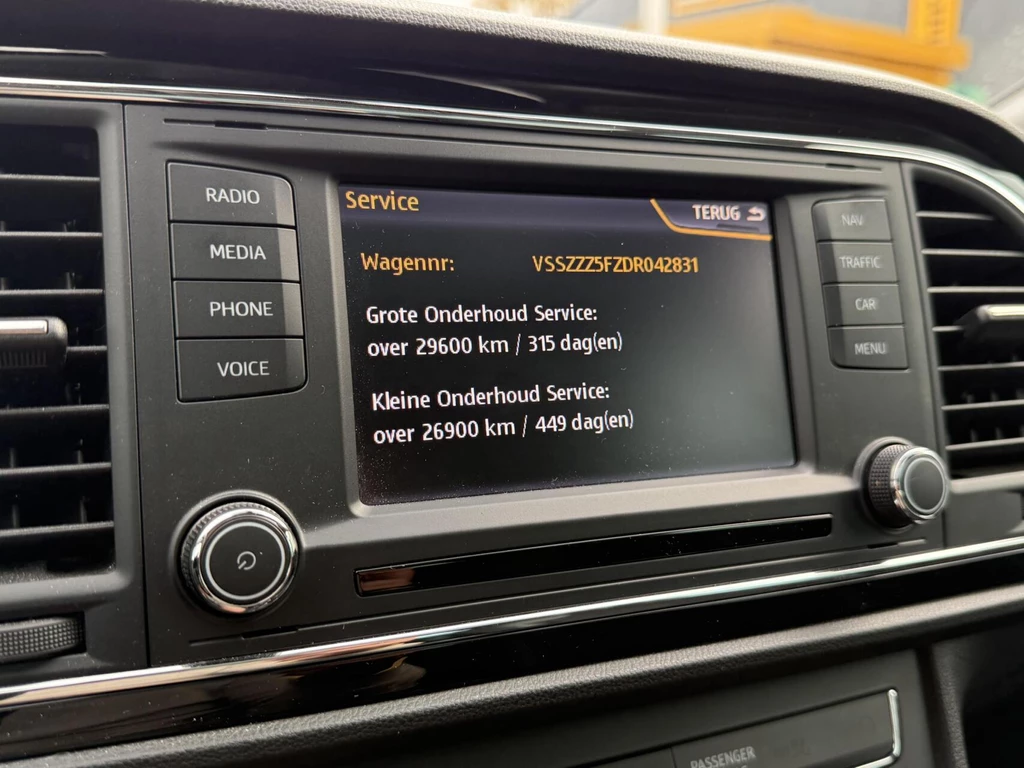 RADIO
MEDIA
PHONE
VOICE
Service
TERUG
Wagennr: VSSZZZ5FZDR042831
Grote Onderhoud Service:
over 29600 km / 315 dag(en)
Kleine Onderhoud Service:
over 26900 km / 449 dag(en)
NAV
TRAFFIC
CAR
MENU
PASSENGER